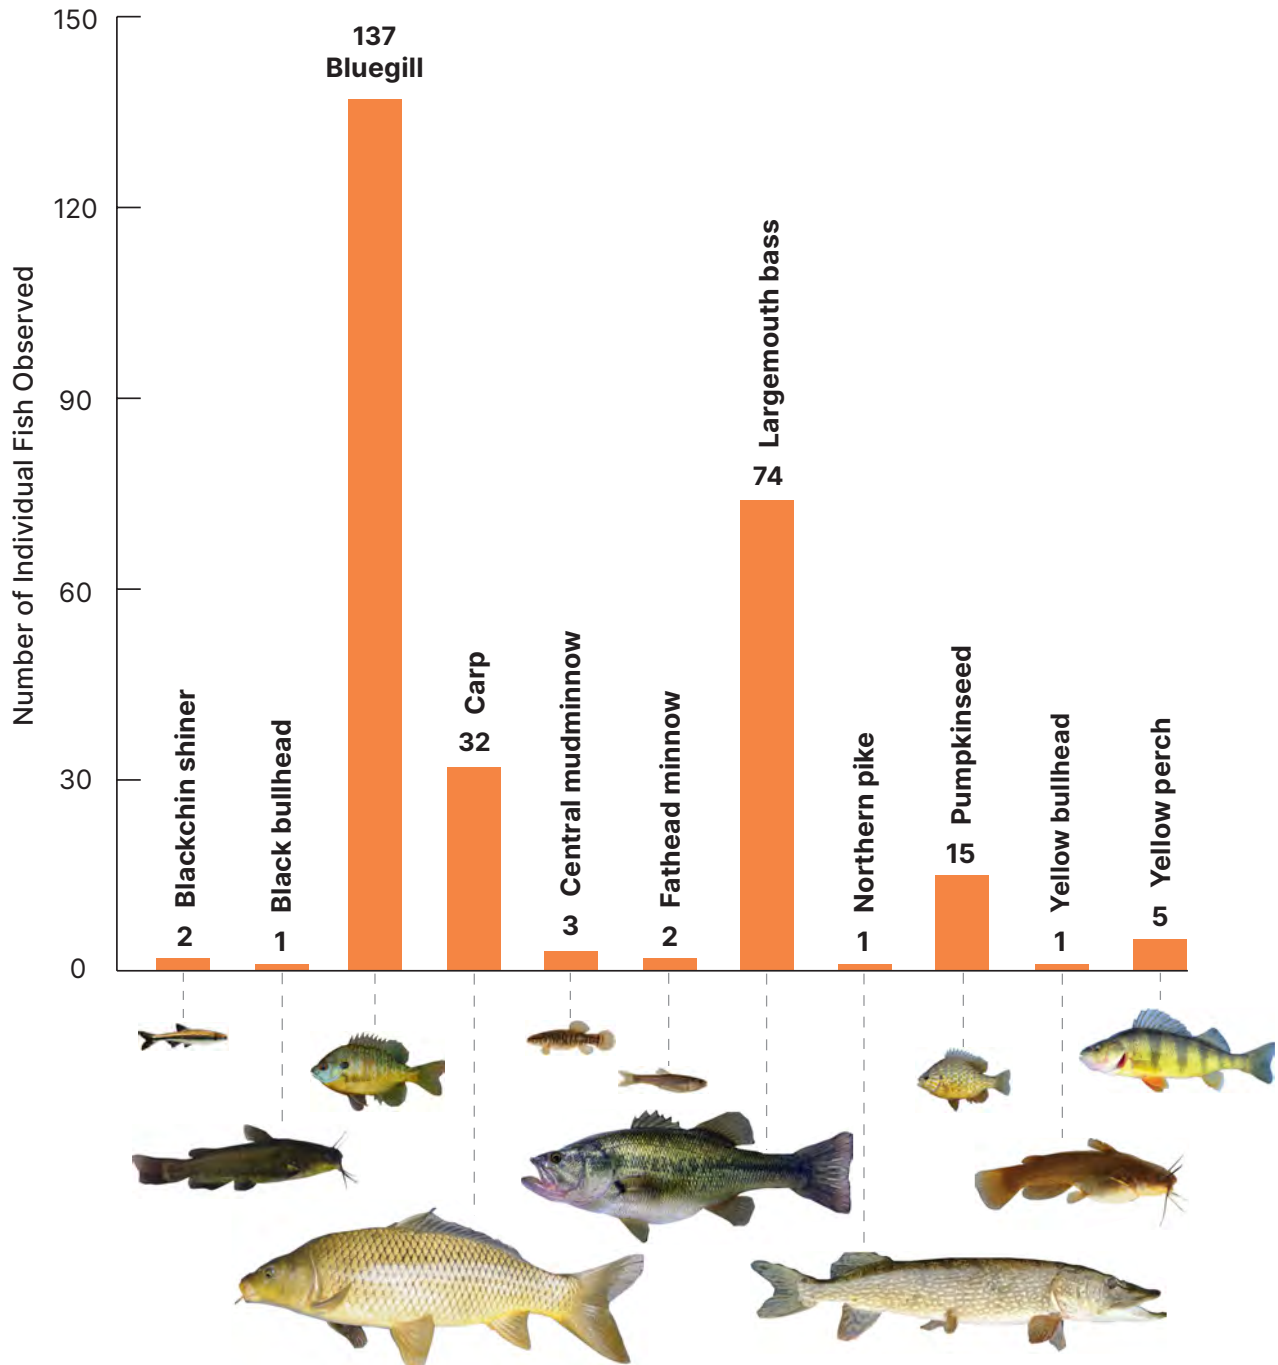 Number of Individual Fish Observed
150
120
90
60
30
0
2 Blackchin shiner
1 Black bullhead
137
Bluegill
32 Carp
3 Central mudminnow
2 Fathead minnow
74 Largemouth bass
1 Northern pike
15 Pumpkinseed
1 Yellow bullhead
5 Yellow perch